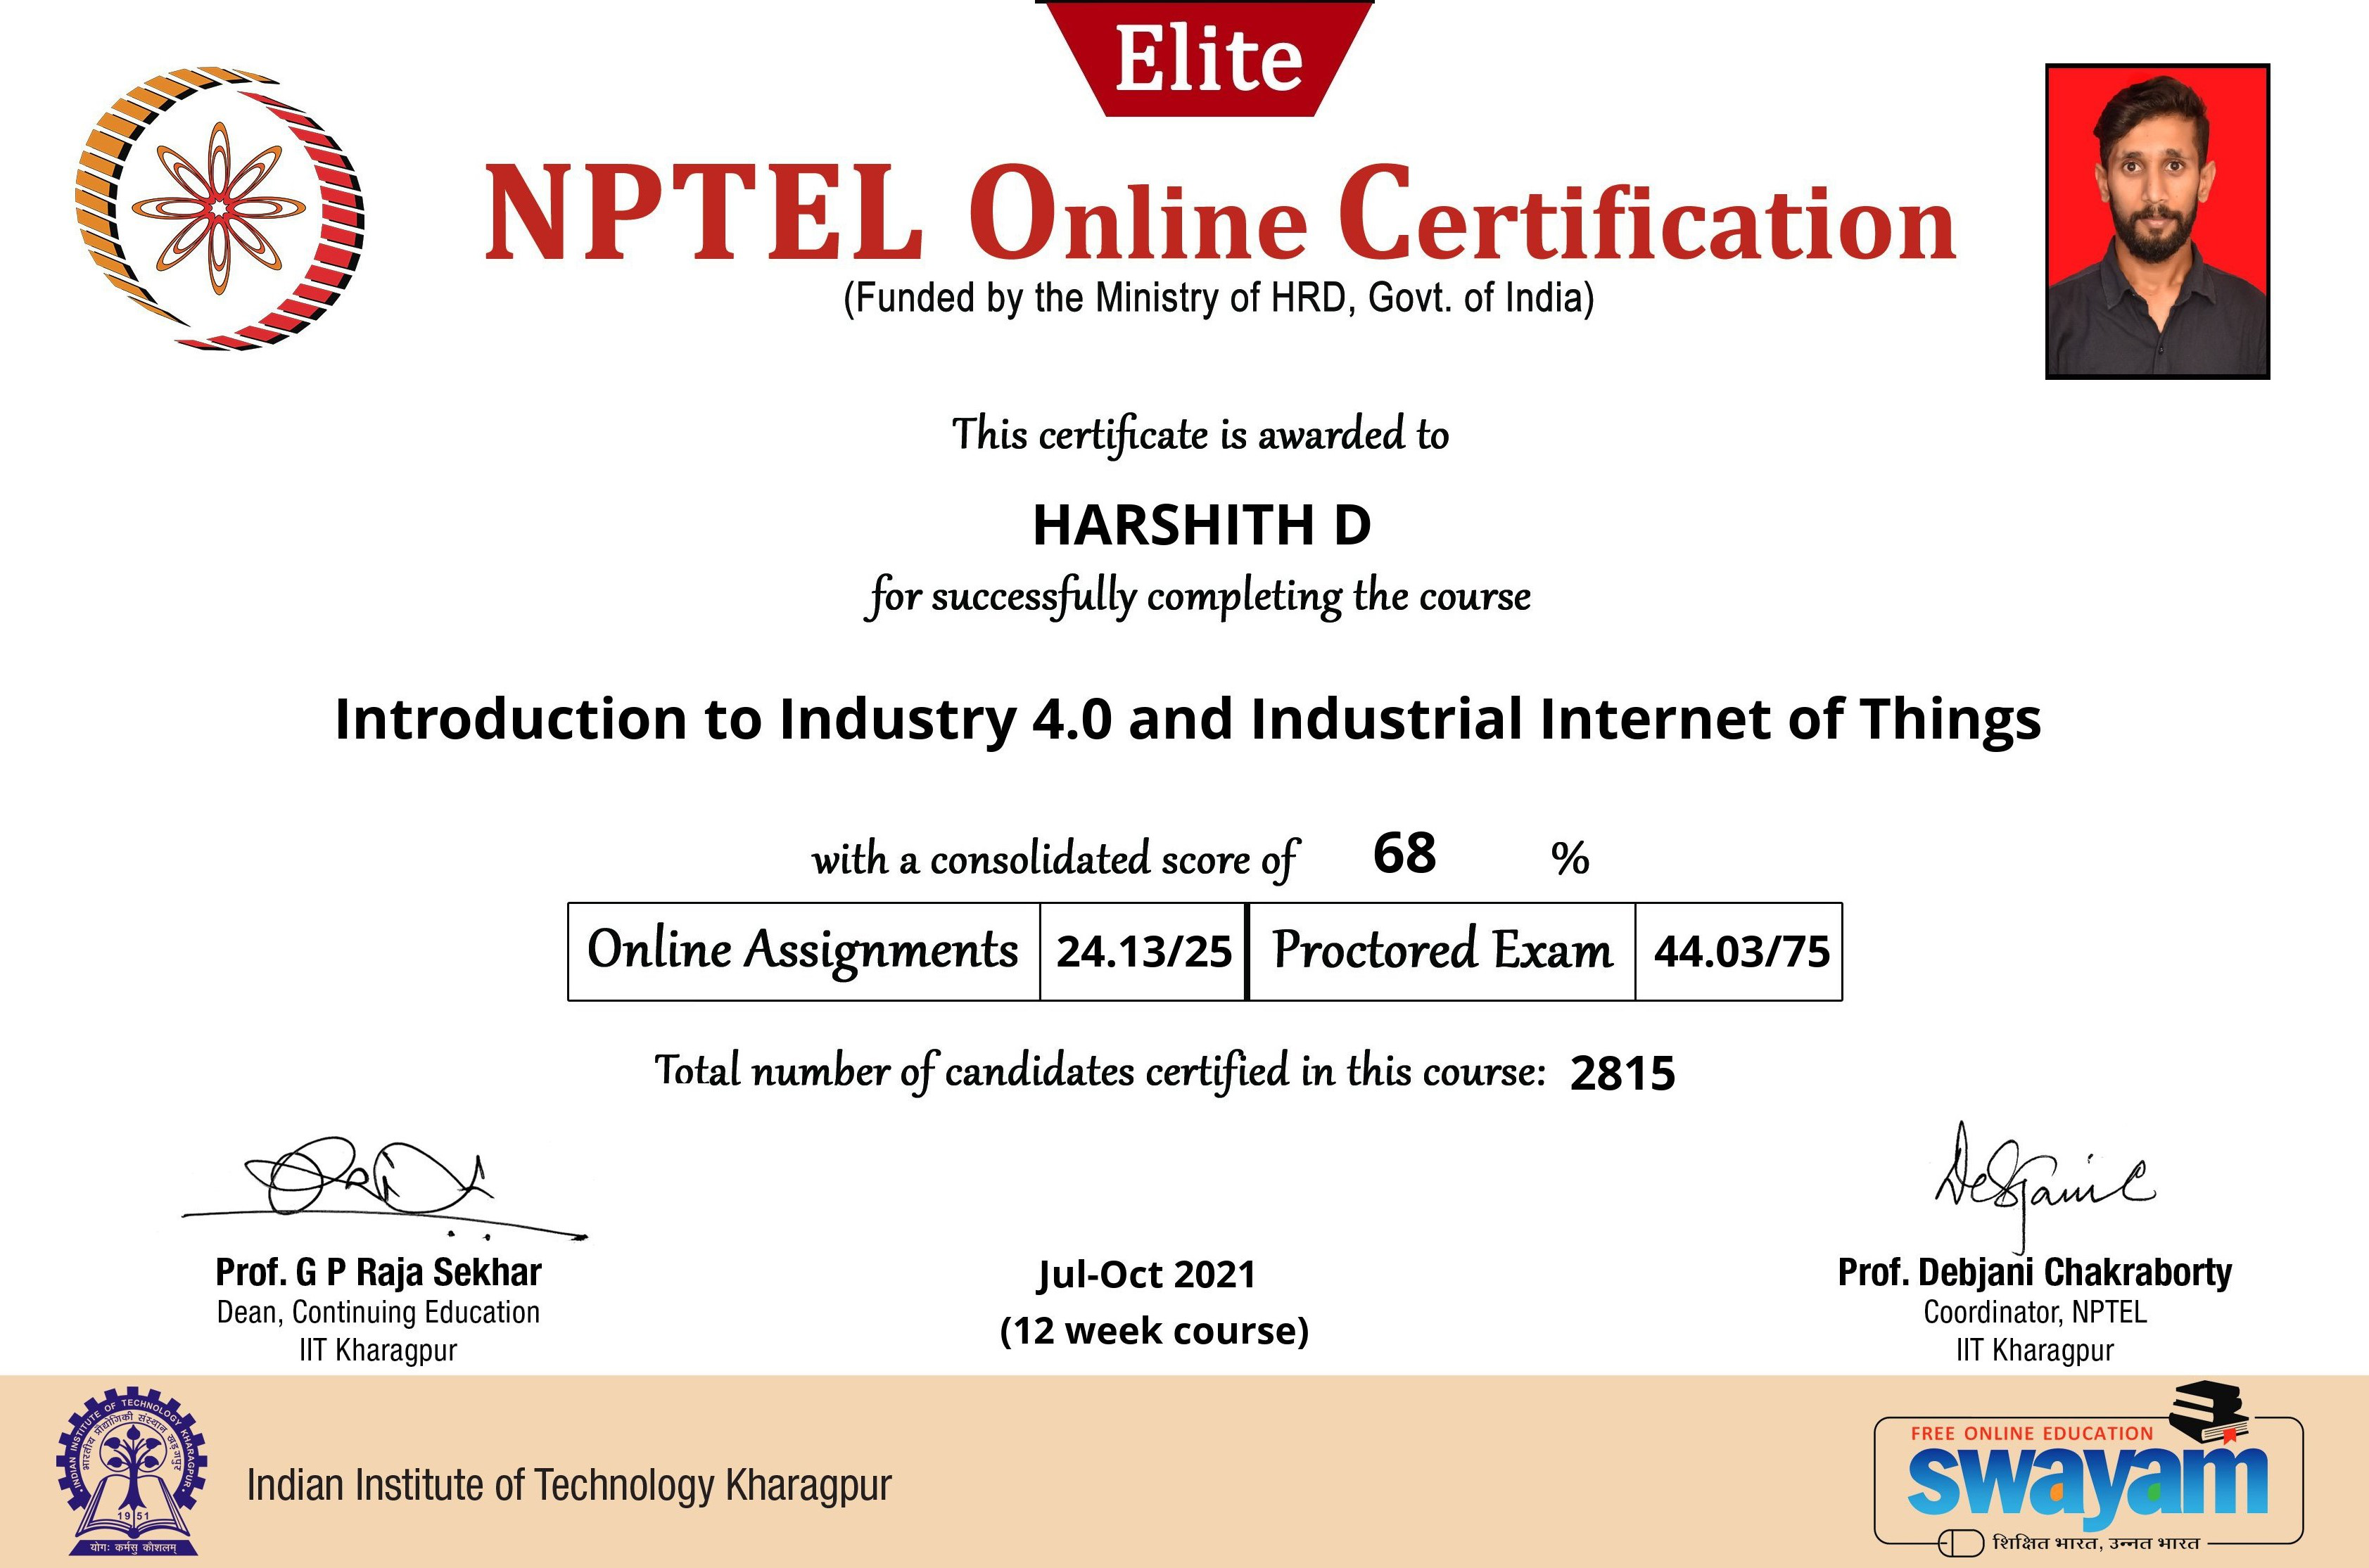 Elite
NPTEL Online Certification
(Funded by the Ministry of HRD, Govt. of India)
This certificate is awarded to
HARSHITH D
for successfully completing the course
Introduction to Industry 4.0 and Industrial Internet of Things
with a consolidated score of 68 %
Online Assignments 24.13/25 Proctored Exam 44.03/75
Total number of candidates certified in this course: 2815
Prof. G P Raja Sekhar
Dean, Continuing Education
IIT Kharagpur
Jul-Oct 2021
(12 week course)
Debjani C
Prof. Debjani Chakraborty
Coordinator, NPTEL
IIT Kharagpur
INDIAN INSTITUTE OF TECHNOLOGY KHARAGPUR
भारतीय प्रौद्योगिकी संस्थान खड़गपुर
1951
योगः कर्मसु कौशलम्
Indian Institute of Technology Kharagpur
FREE ONLINE EDUCATION
swayam
शिक्षित भारत, उन्नत भारत